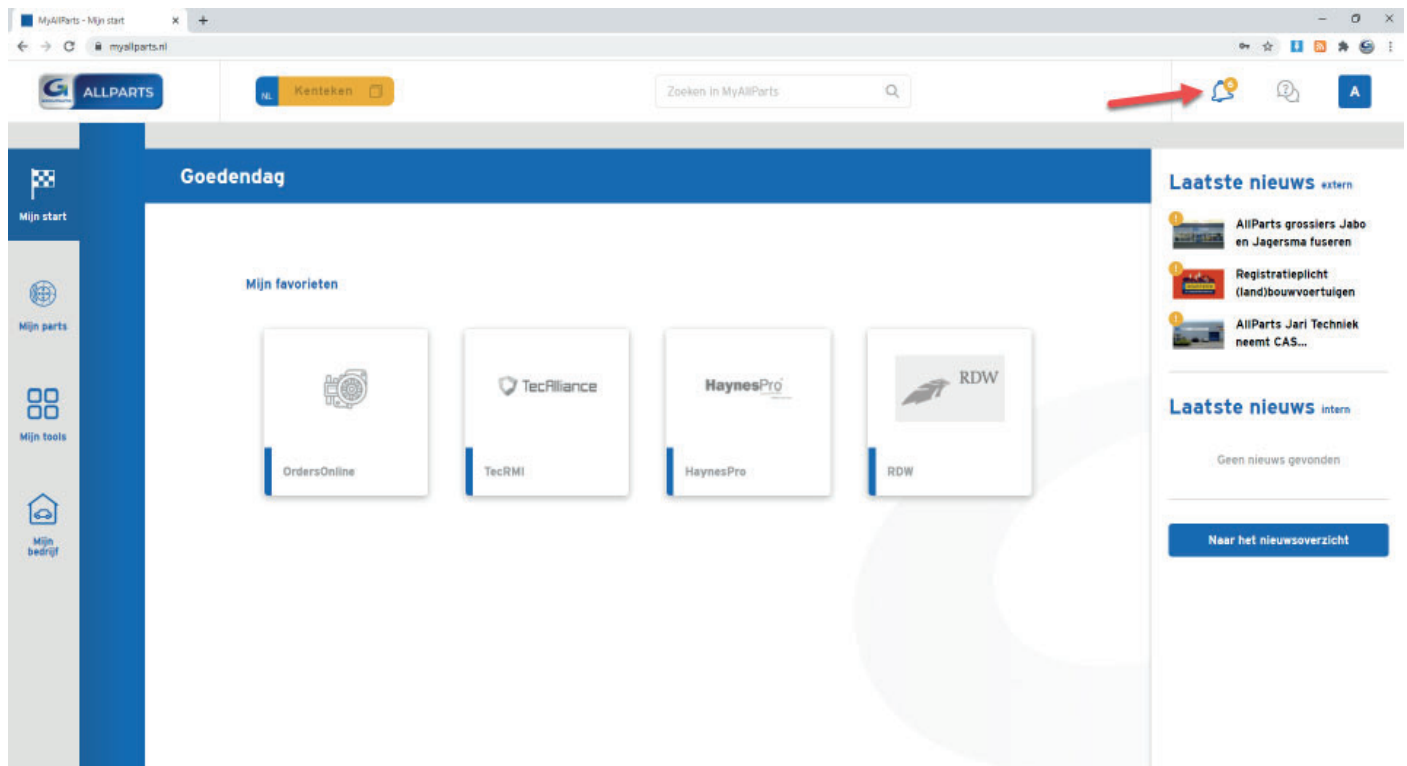 MyAllParts - Mijn start
myallparts.nl
ALLPARTS
NL Kenteken
Zoeken in MyAllParts
A
Mijn start
Mijn parts
Mijn tools
Mijn
bedrijf
Goedendag
Mijn favorieten
OrdersOnline
TecAlliance
TecRMI
HaynesPro
HaynesPro
RDW
RDW
Laatste nieuws extern
AllParts grossiers Jabo
en Jagersma fuseren
Registratieplicht
(land)bouwvoertuigen
AllParts Jari Techniek
neemt CAS...
Laatste nieuws intern
Geen nieuws gevonden
Naar het nieuwsoverzicht